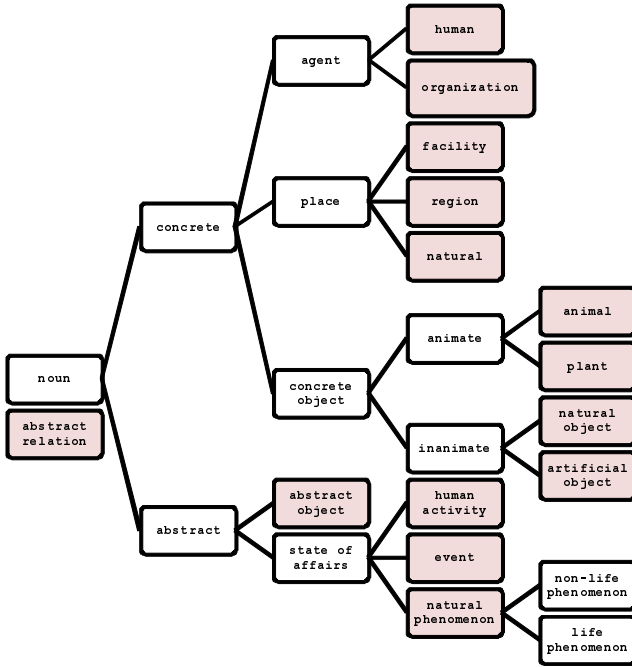 human
agent
organization
facility
place
region
natural
concrete
animal
animate
plant
noun
concrete
object
natural
object
abstract
relation
inanimate
artificial
object
abstract
object
human
activity
abstract
state of
affairs
event
natural
phenomenon
non-life
phenomenon
life
phenomenon